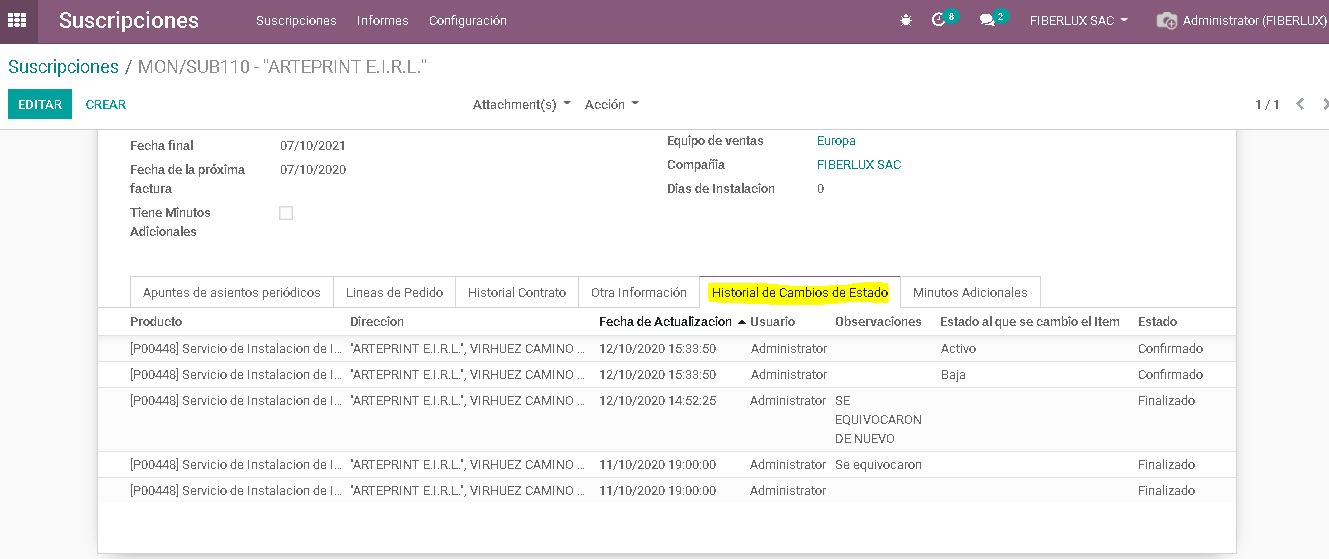 Suscripciones Suscripciones Informes Configuración 8 2 FIBERLUX SAC Administrator (FIBERLUX)
Suscripciones / MON/SUB110 - "ARTEPRINT E.I.R.L."
EDITAR CREAR Attachment(s) Acción 1 / 1
Fecha final 07/10/2021 Equipo de ventas Europa
Fecha de la próxima factura 07/10/2020 Compañía FIBERLUX SAC
Dias de Instalacion 0
Tiene Minutos Adicionales
Apuntes de asientos periódicos Lineas de Pedido Historial Contrato Otra Información Historial de Cambios de Estado Minutos Adicionales
Producto Direccion Fecha de Actualizacion Usuario Observaciones Estado al que se cambio el Item Estado
[P00448] Servicio de Instalacion de I... "ARTEPRINT E.I.R.L.", VIRHUEZ CAMINO ... 12/10/2020 15:33:50 Administrator Activo Confirmado
[P00448] Servicio de Instalacion de I... "ARTEPRINT E.I.R.L.", VIRHUEZ CAMINO ... 12/10/2020 15:33:50 Administrator Baja Confirmado
[P00448] Servicio de Instalacion de I... "ARTEPRINT E.I.R.L.", VIRHUEZ CAMINO ... 12/10/2020 14:52:25 Administrator SE EQUIVOCARON DE NUEVO Finalizado
[P00448] Servicio de Instalacion de I... "ARTEPRINT E.I.R.L.", VIRHUEZ CAMINO ... 11/10/2020 19:00:00 Administrator Se equivocaron Finalizado
[P00448] Servicio de Instalacion de I... "ARTEPRINT E.I.R.L.", VIRHUEZ CAMINO ... 11/10/2020 19:00:00 Administrator Finalizado